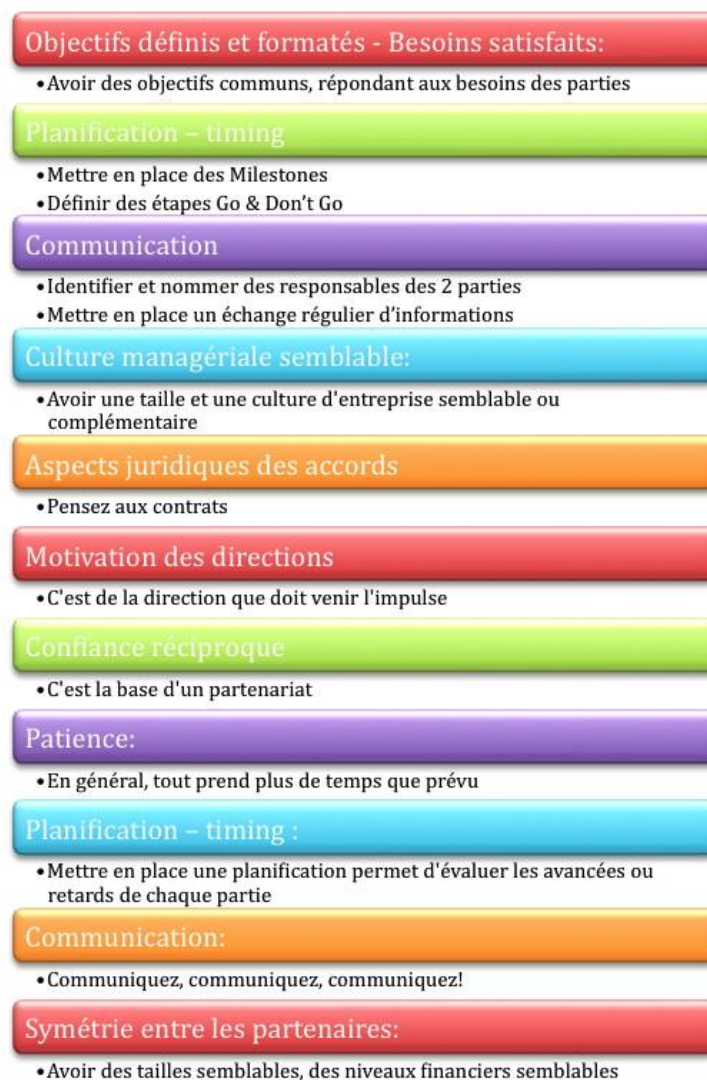 Objectifs définis et formatés - Besoins satisfaits:
•Avoir des objectifs communs, répondant aux besoins des parties
Planification – timing
•Mettre en place des Milestones
•Définir des étapes Go & Don't Go
Communication
•Identifier et nommer des responsables des 2 parties
•Mettre en place un échange régulier d'informations
Culture managériale semblable:
•Avoir une taille et une culture d'entreprise semblable ou
complémentaire
Aspects juridiques des accords
•Pensez aux contrats
Motivation des directions
•C'est de la direction que doit venir l'impulse
Confiance réciproque
•C'est la base d'un partenariat
Patience:
•En général, tout prend plus de temps que prévu
Planification – timing :
•Mettre en place une planification permet d'évaluer les avancées ou
retards de chaque partie
Communication:
•Communiquez, communiquez, communiquez!
Symétrie entre les partenaires:
•Avoir des tailles semblables, des niveaux financiers semblables